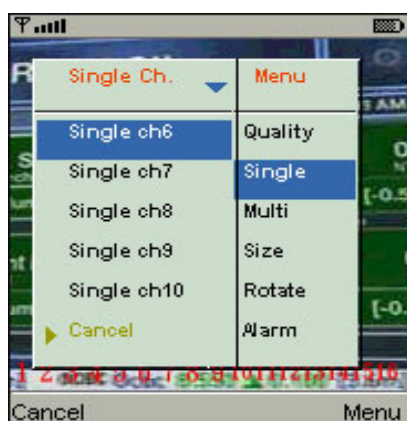 Single Ch.
Menu
Single ch6
Quality
Single ch7
Single
Single ch8
Multi
Single ch9
Size
Single ch10
Rotate
Cancel
Alarm
1 2 3 4 5 6 7 8 9 10 11 12 13 14 15 16
Cancel
Menu